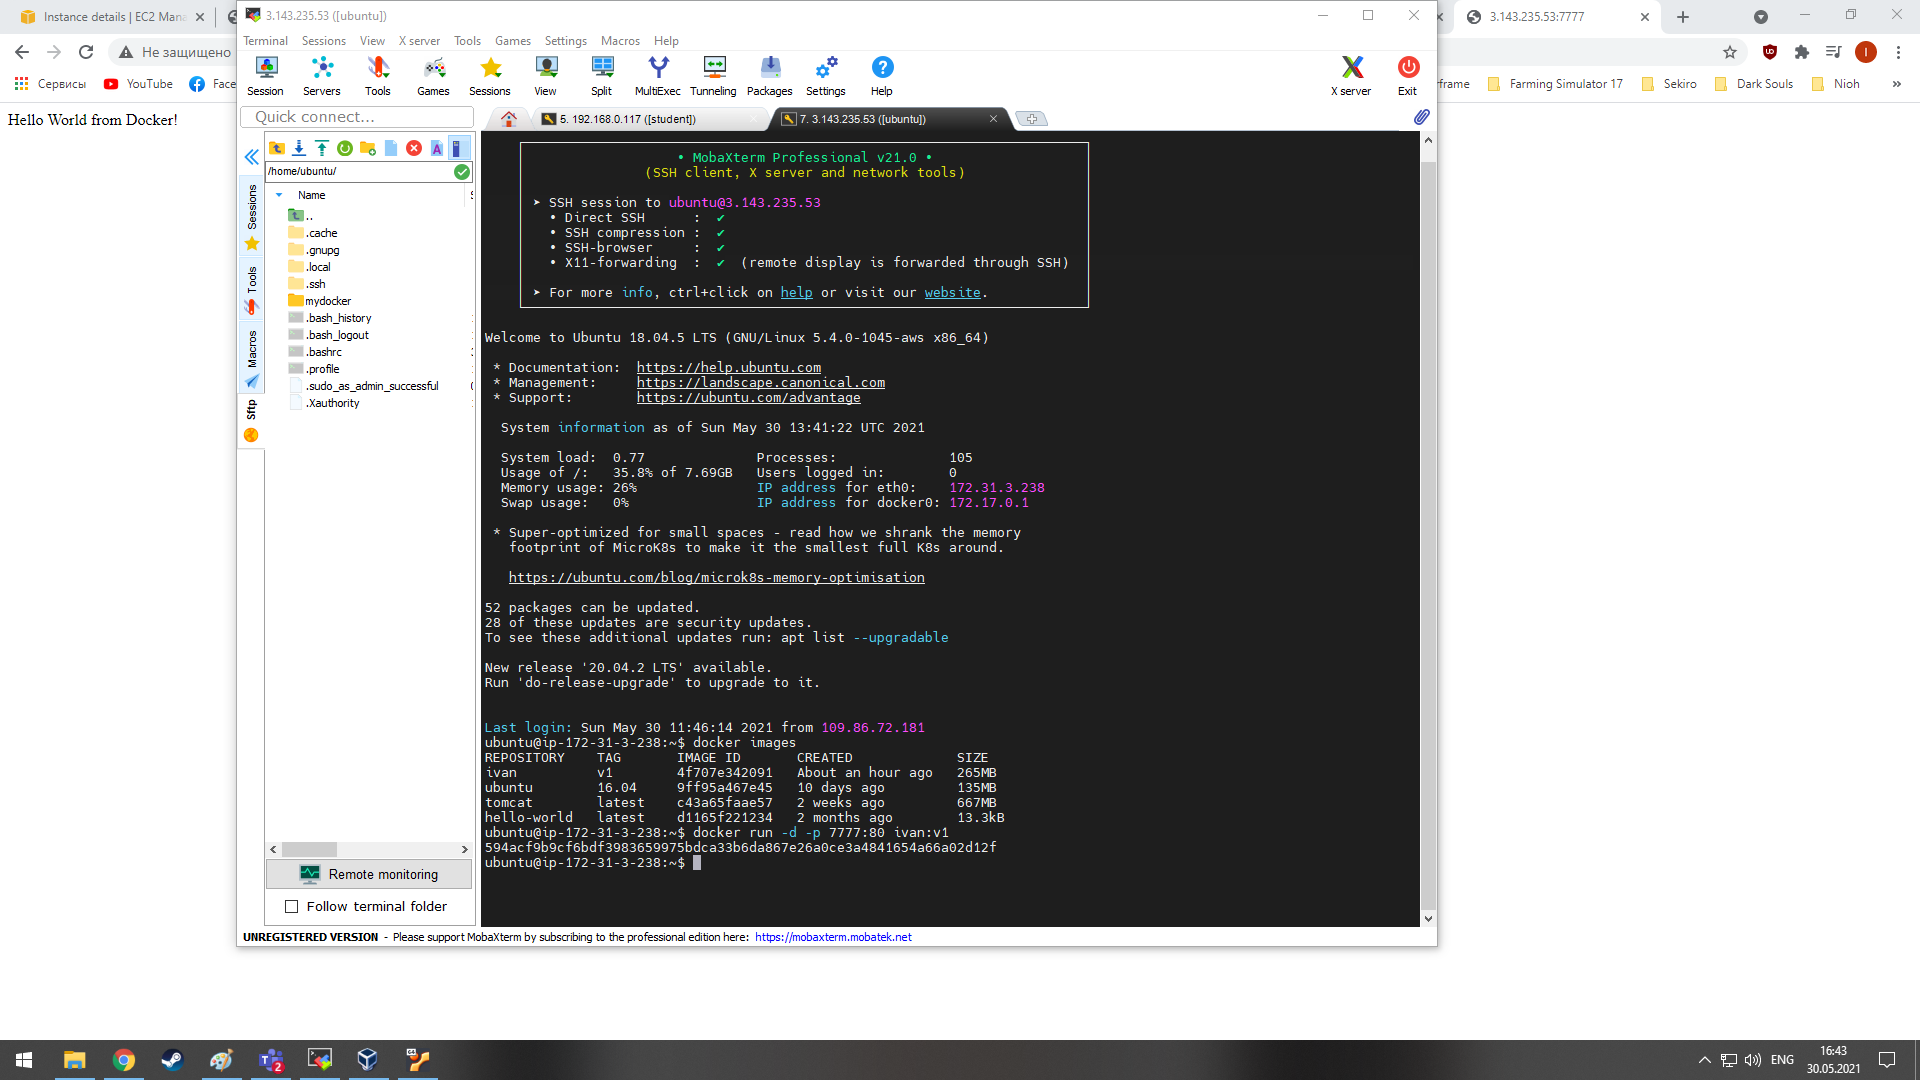 Instance details | EC2 Mana
3.143.235.53 ([ubuntu])
3.143.235.53:7777
Не защищено
Terminal Sessions View X server Tools Games Settings Macros Help
Сервисы YouTube Face
rframe Farming Simulator 17 Sekiro Dark Souls Nioh »
Session Servers Tools Games Sessions View Split MultiExec Tunneling Packages Settings Help X server Exit
Hello World from Docker!
Quick connect...
5. 192.168.0.117 ([student])
7. 3.143.235.53 ([ubuntu])
/home/ubuntu/
Name
..
.cache
.gnupg
.local
.ssh
mydocker
.bash_history
.bash_logout
.bashrc
.profile
.sudo_as_admin_successful
.Xauthority
Sessions
Tools
Macros
Sftp
Remote monitoring
Follow terminal folder
• MobaXterm Professional v21.0 •
(SSH client, X server and network tools)
➤ SSH session to ubuntu@3.143.235.53
• Direct SSH : ✔
• SSH compression : ✔
• SSH-browser : ✔
• X11-forwarding : ✔ (remote display is forwarded through SSH)
➤ For more info, ctrl+click on help or visit our website.
Welcome to Ubuntu 18.04.5 LTS (GNU/Linux 5.4.0-1045-aws x86_64)
* Documentation: https://help.ubuntu.com
* Management: https://landscape.canonical.com
* Support: https://ubuntu.com/advantage
System information as of Sun May 30 13:41:22 UTC 2021
System load: 0.77 Processes: 105
Usage of /: 35.8% of 7.69GB Users logged in: 0
Memory usage: 26% IP address for eth0: 172.31.3.238
Swap usage: 0% IP address for docker0: 172.17.0.1
* Super-optimized for small spaces - read how we shrank the memory
footprint of MicroK8s to make it the smallest full K8s around.
https://ubuntu.com/blog/microk8s-memory-optimisation
52 packages can be updated.
28 of these updates are security updates.
To see these additional updates run: apt list --upgradable
New release '20.04.2 LTS' available.
Run 'do-release-upgrade' to upgrade to it.
Last login: Sun May 30 11:46:14 2021 from 109.86.72.181
ubuntu@ip-172-31-3-238:~$ docker images
REPOSITORY TAG IMAGE ID CREATED SIZE
ivan v1 4f707e342091 About an hour ago 265MB
ubuntu 16.04 9ff95a467e45 10 days ago 135MB
tomcat latest c43a65faae57 2 weeks ago 667MB
hello-world latest d1165f221234 2 months ago 13.3kB
ubuntu@ip-172-31-3-238:~$ docker run -d -p 7777:80 ivan:v1
594acf9b9cf6bdf3983659975bdca33b6da867e26a0ce3a4841654a66a02d12f
ubuntu@ip-172-31-3-238:~$
UNREGISTERED VERSION - Please support MobaXterm by subscribing to the professional edition here: https://mobaxterm.mobatek.net
ENG
16:43
30.05.2021